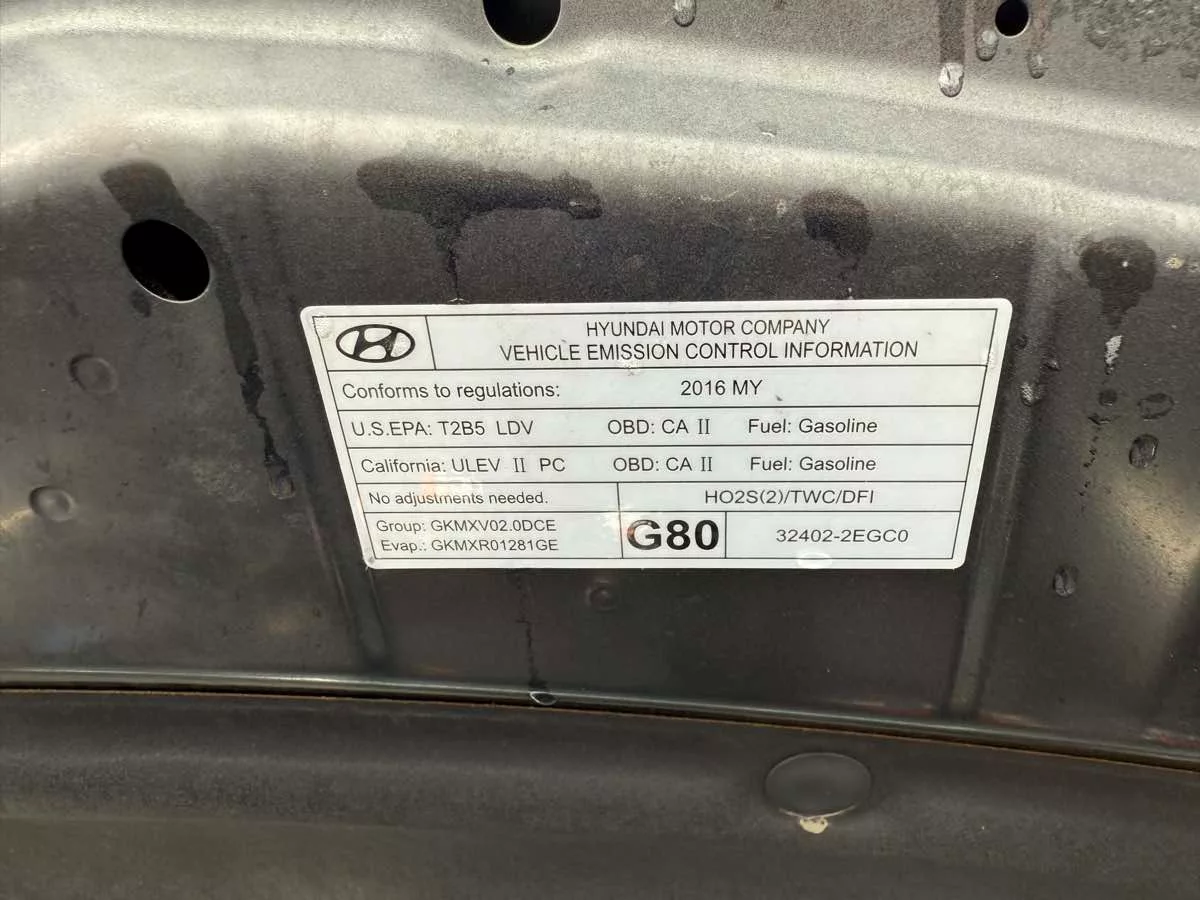 HYUNDAI MOTOR COMPANY
VEHICLE EMISSION CONTROL INFORMATION
Conforms to regulations: 2016 MY
U.S.EPA: T2B5 LDV OBD: CA II Fuel: Gasoline
California: ULEV II PC OBD: CA II Fuel: Gasoline
No adjustments needed. HO2S(2)/TWC/DFI
Group: GKMXV02.0DCE
Evap.: GKMXR01281GE
G80
32402-2EGC0